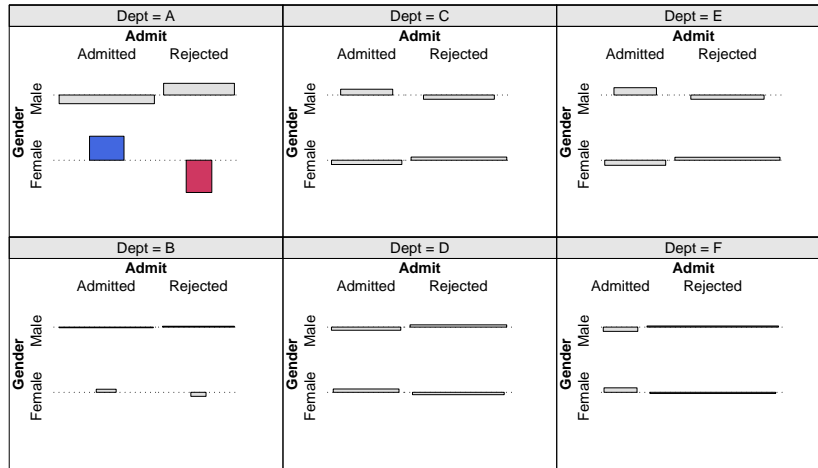 Dept = A
Admit
Admitted Rejected
Gender
Male
Female
Dept = C
Admit
Admitted Rejected
Gender
Male
Female
Dept = E
Admit
Admitted Rejected
Gender
Male
Female
Dept = B
Admit
Admitted Rejected
Gender
Male
Female
Dept = D
Admit
Admitted Rejected
Gender
Male
Female
Dept = F
Admit
Admitted Rejected
Gender
Male
Female